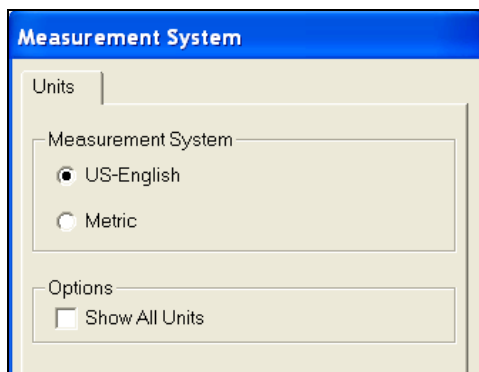 Measurement System
Units
Measurement System
US-English
Metric
Options
Show All Units